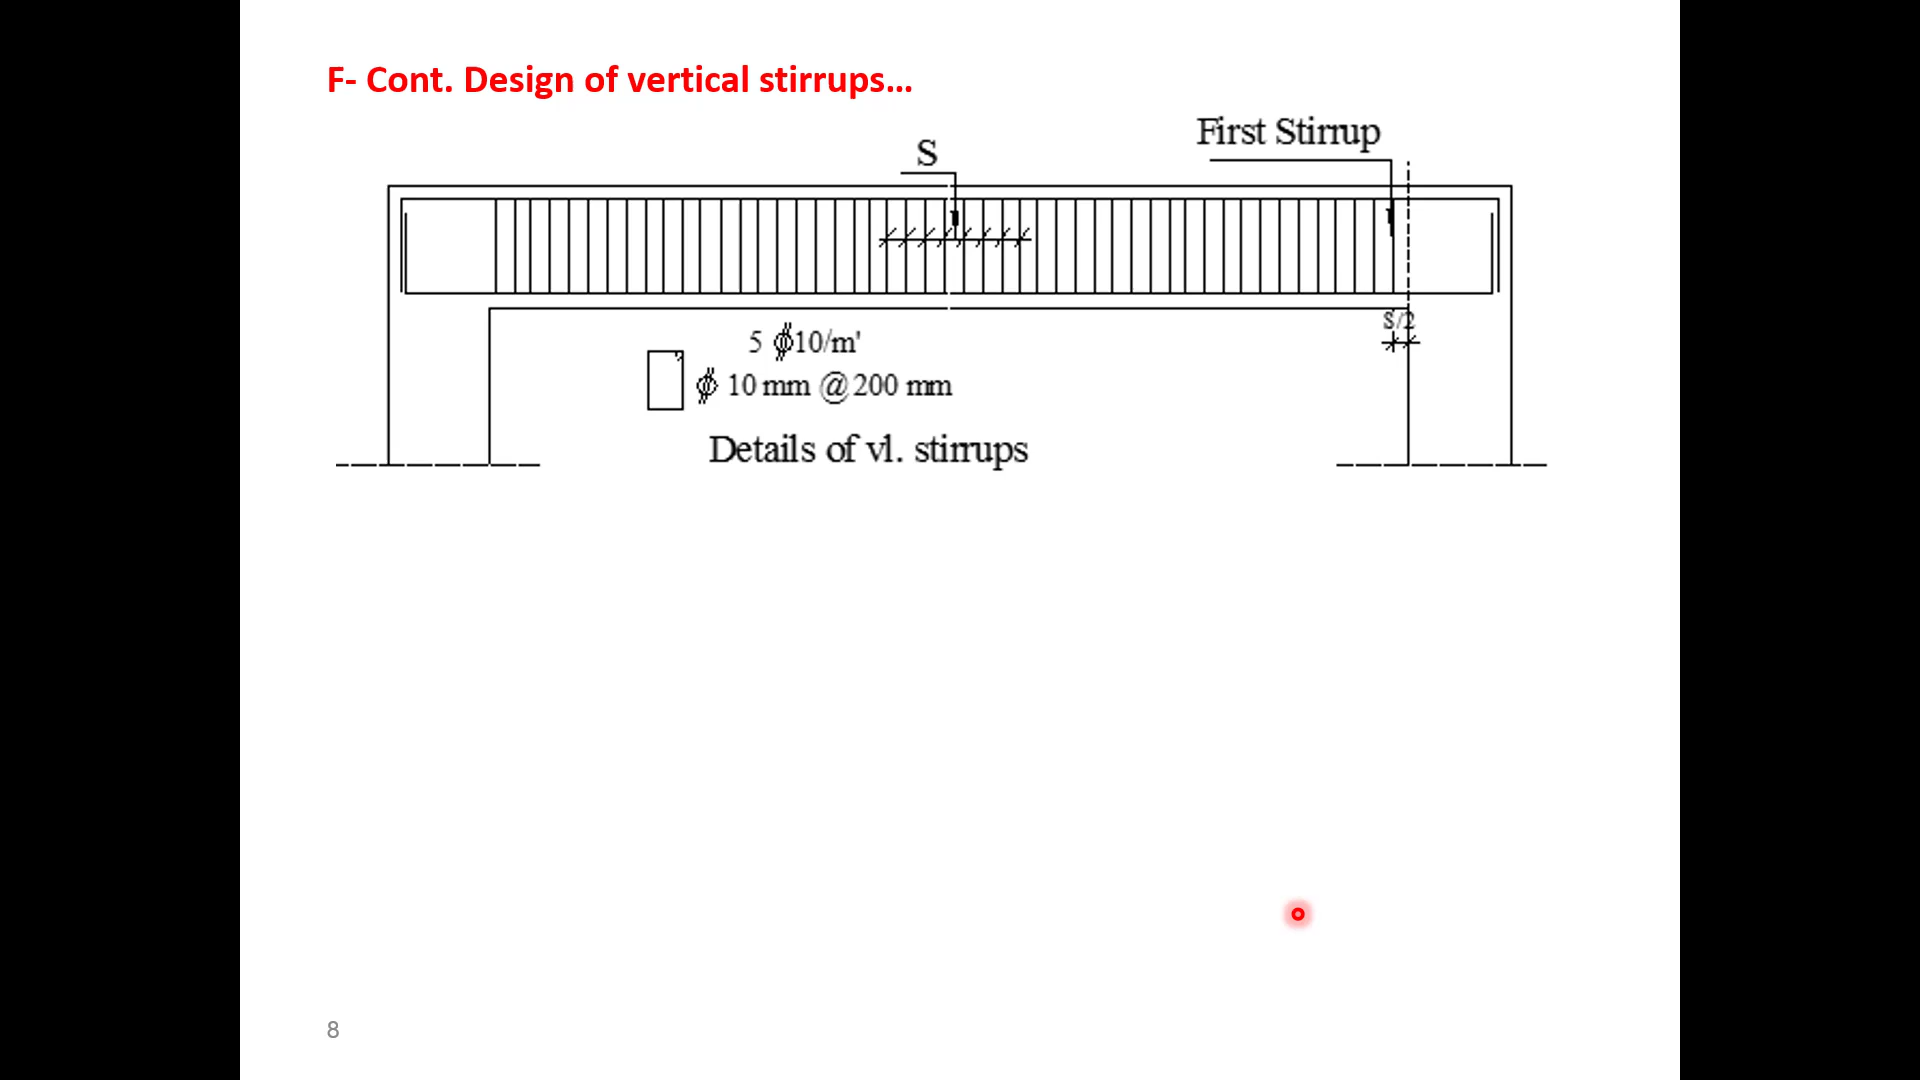 F- Cont. Design of vertical stirrups...
First Stirrup
S
S/2
5 ϕ10/m'
ϕ 10 mm @ 200 mm
Details of vl. stirrups
8